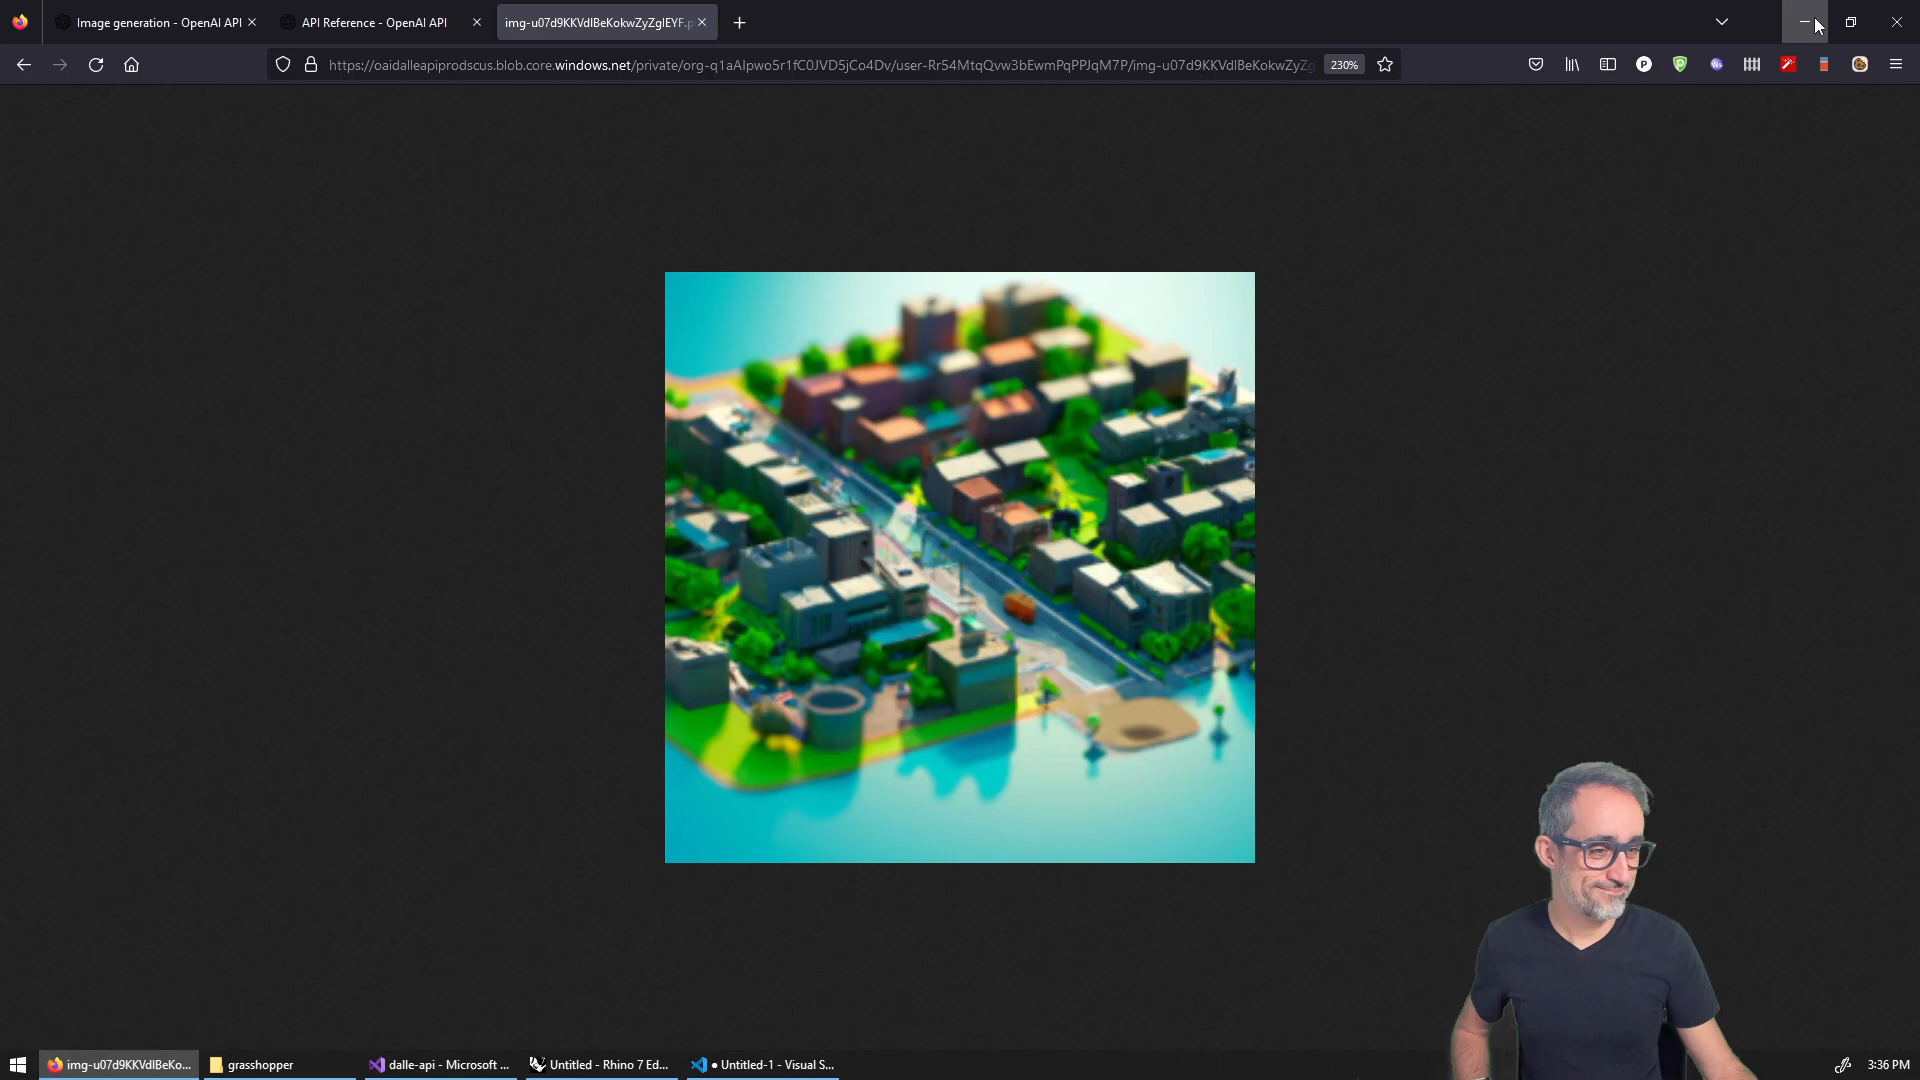 Image generation - OpenAI API
API Reference - OpenAI API
img-u07d9KKVdlBeKokwZyZglEYF.p
https://oaidalleapiprodscus.blob.core.windows.net/private/org-q1aAIpwo5r1fC0JVD5jCo4Dv/user-Rr54MtqQvw3bEwmPqPPJqM7P/img-u07d9KKVdlBeKokwZyZg
230%
img-u07d9KKVdlBeKo...
grasshopper
dalle-api - Microsoft ...
Untitled - Rhino 7 Ed...
● Untitled-1 - Visual S...
3:36 PM